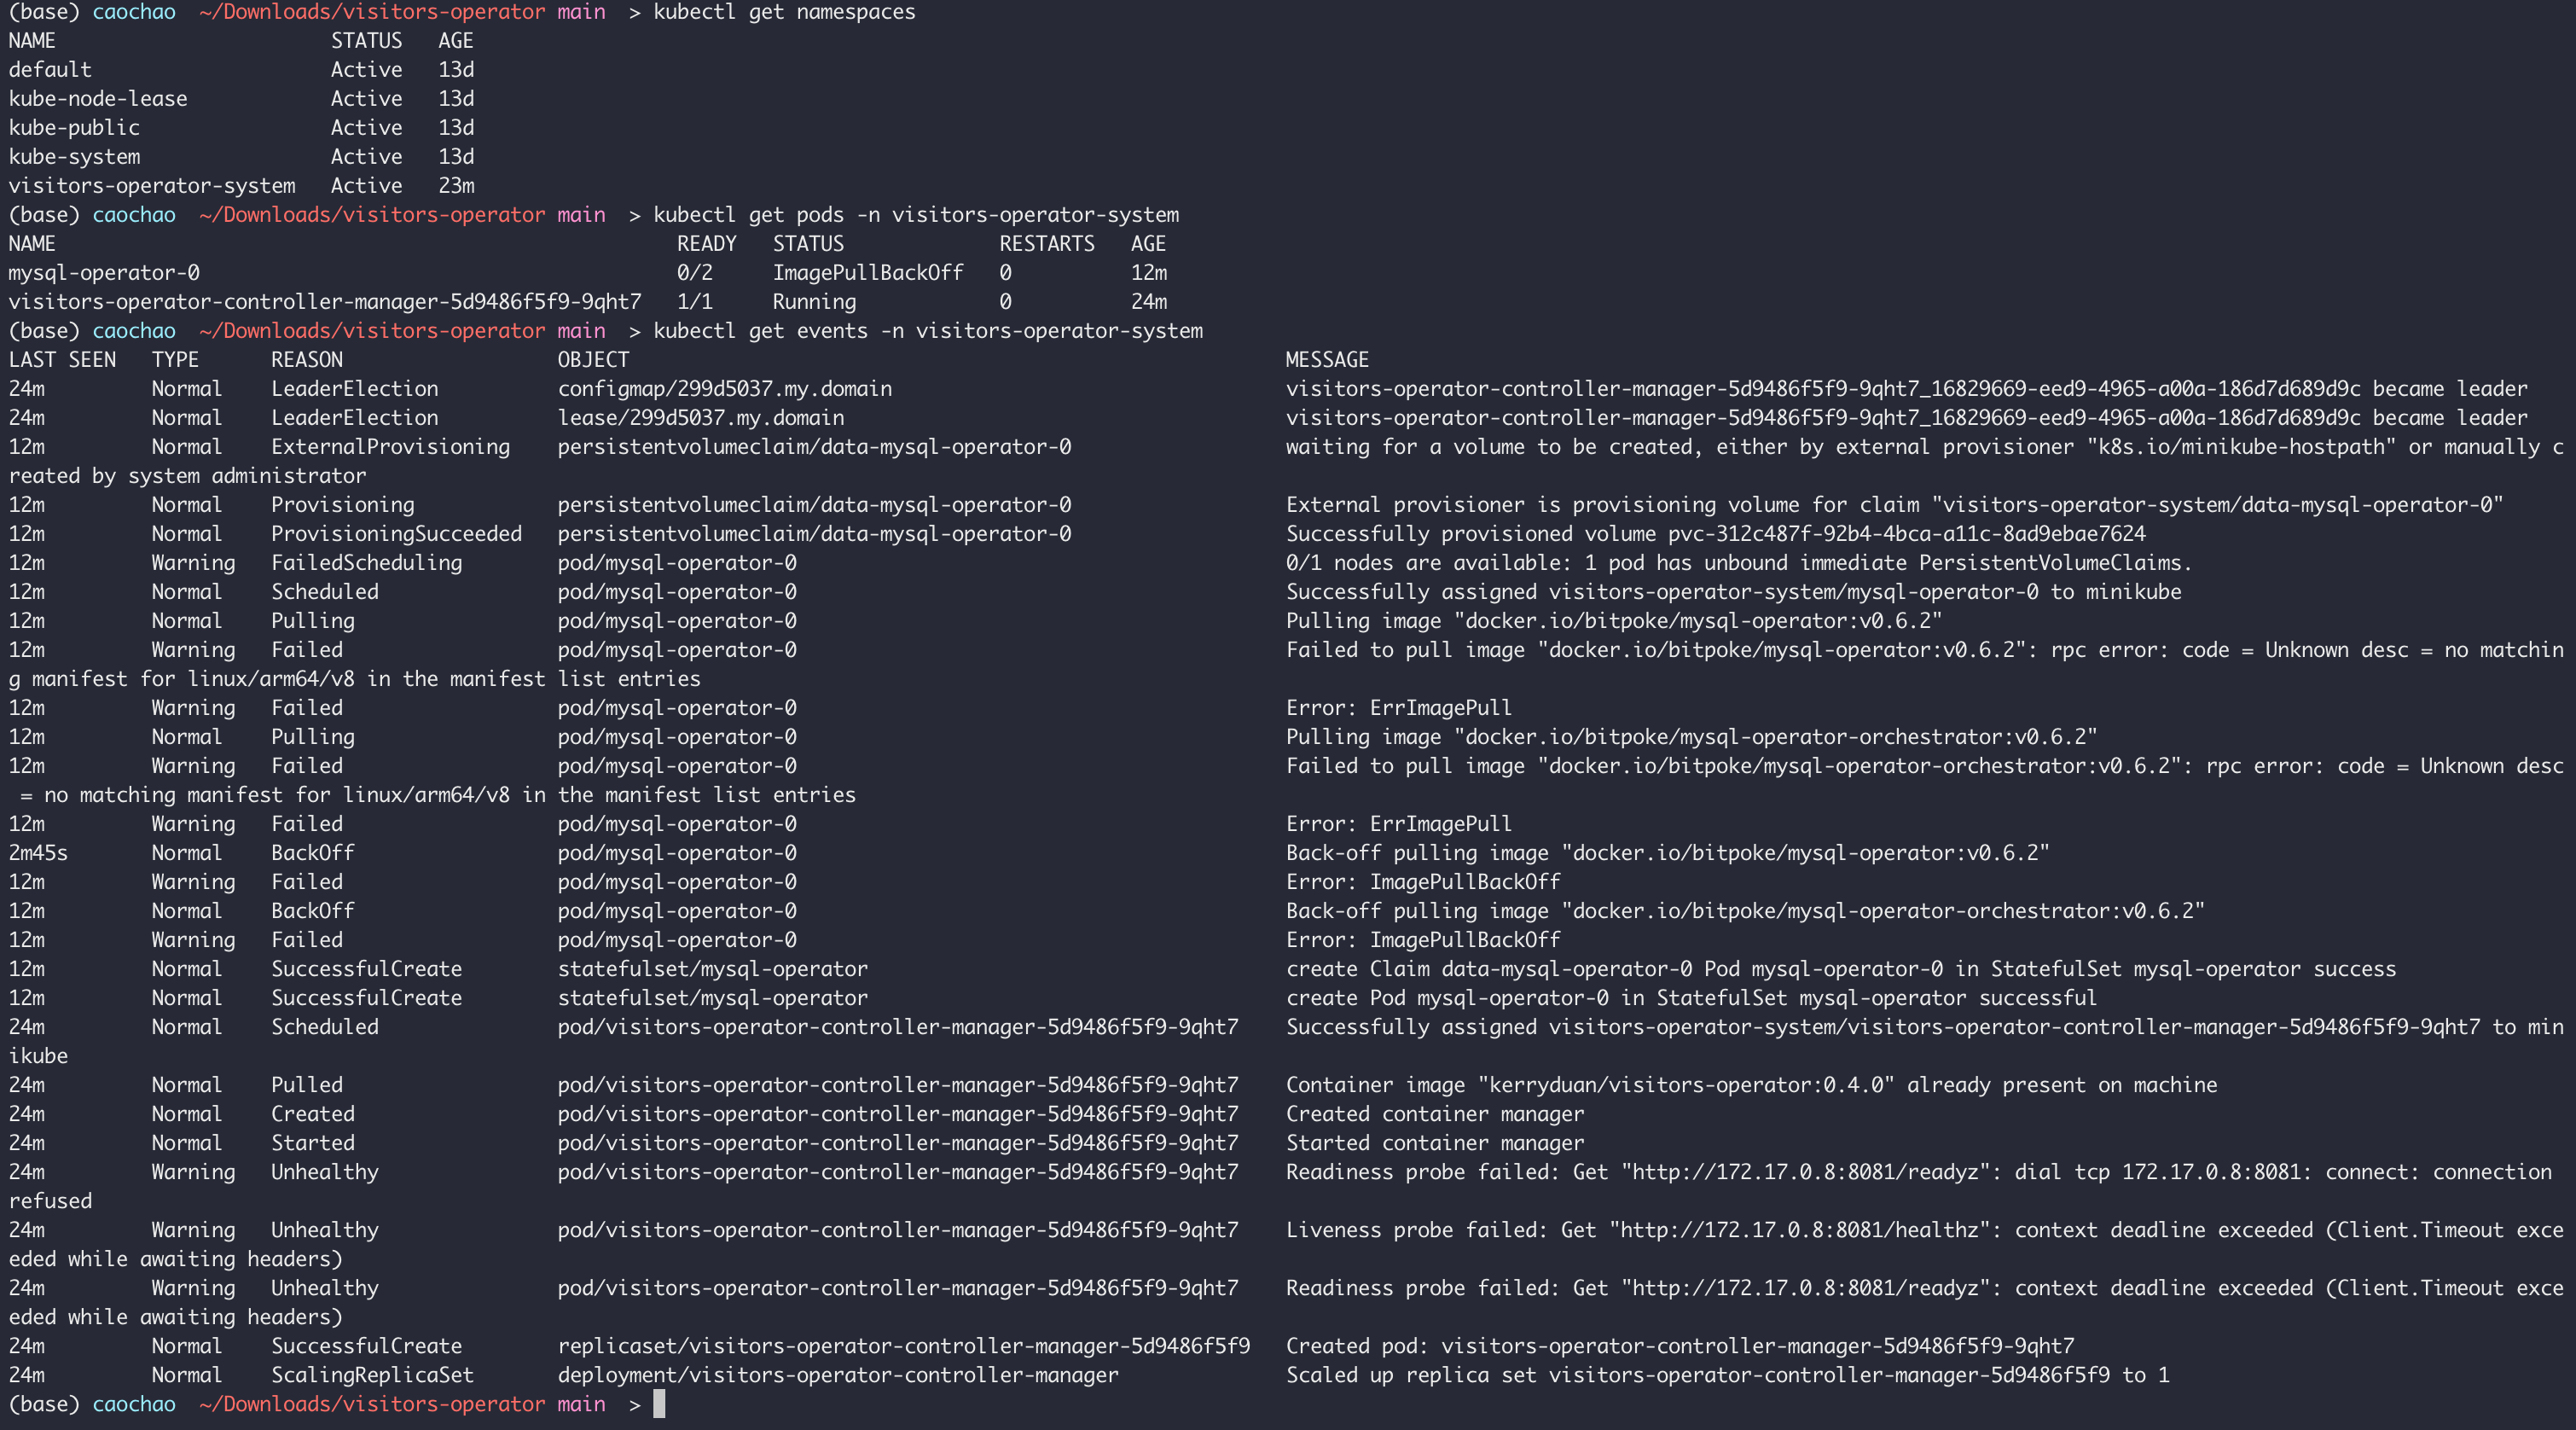 (base) caochao  ~/Downloads/visitors-operator main  > kubectl get namespaces
NAME                       STATUS   AGE
default                    Active   13d
kube-node-lease            Active   13d
kube-public                Active   13d
kube-system                Active   13d
visitors-operator-system   Active   23m
(base) caochao  ~/Downloads/visitors-operator main  > kubectl get pods -n visitors-operator-system
NAME                                                    READY   STATUS             RESTARTS   AGE
mysql-operator-0                                        0/2     ImagePullBackOff   0          12m
visitors-operator-controller-manager-5d9486f5f9-9qht7   1/1     Running            0          24m
(base) caochao  ~/Downloads/visitors-operator main  > kubectl get events -n visitors-operator-system
LAST SEEN   TYPE      REASON                  OBJECT                                                       MESSAGE
24m         Normal    LeaderElection          configmap/299d5037.my.domain                                 visitors-operator-controller-manager-5d9486f5f9-9qht7_16829669-eed9-4965-a00a-186d7d689d9c became leader
24m         Normal    LeaderElection          lease/299d5037.my.domain                                     visitors-operator-controller-manager-5d9486f5f9-9qht7_16829669-eed9-4965-a00a-186d7d689d9c became leader
12m         Normal    ExternalProvisioning    persistentvolumeclaim/data-mysql-operator-0                  waiting for a volume to be created, either by external provisioner "k8s.io/minikube-hostpath" or manually c
reated by system administrator
12m         Normal    Provisioning            persistentvolumeclaim/data-mysql-operator-0                  External provisioner is provisioning volume for claim "visitors-operator-system/data-mysql-operator-0"
12m         Normal    ProvisioningSucceeded   persistentvolumeclaim/data-mysql-operator-0                  Successfully provisioned volume pvc-312c487f-92b4-4bca-a11c-8ad9ebae7624
12m         Warning   FailedScheduling        pod/mysql-operator-0                                         0/1 nodes are available: 1 pod has unbound immediate PersistentVolumeClaims.
12m         Normal    Scheduled               pod/mysql-operator-0                                         Successfully assigned visitors-operator-system/mysql-operator-0 to minikube
12m         Normal    Pulling                 pod/mysql-operator-0                                         Pulling image "docker.io/bitpoke/mysql-operator:v0.6.2"
12m         Warning   Failed                  pod/mysql-operator-0                                         Failed to pull image "docker.io/bitpoke/mysql-operator:v0.6.2": rpc error: code = Unknown desc = no matchin
g manifest for linux/arm64/v8 in the manifest list entries
12m         Warning   Failed                  pod/mysql-operator-0                                         Error: ErrImagePull
12m         Normal    Pulling                 pod/mysql-operator-0                                         Pulling image "docker.io/bitpoke/mysql-operator-orchestrator:v0.6.2"
12m         Warning   Failed                  pod/mysql-operator-0                                         Failed to pull image "docker.io/bitpoke/mysql-operator-orchestrator:v0.6.2": rpc error: code = Unknown desc
 = no matching manifest for linux/arm64/v8 in the manifest list entries
12m         Warning   Failed                  pod/mysql-operator-0                                         Error: ErrImagePull
2m45s       Normal    BackOff                 pod/mysql-operator-0                                         Back-off pulling image "docker.io/bitpoke/mysql-operator:v0.6.2"
12m         Warning   Failed                  pod/mysql-operator-0                                         Error: ImagePullBackOff
12m         Normal    BackOff                 pod/mysql-operator-0                                         Back-off pulling image "docker.io/bitpoke/mysql-operator-orchestrator:v0.6.2"
12m         Warning   Failed                  pod/mysql-operator-0                                         Error: ImagePullBackOff
12m         Normal    SuccessfulCreate        statefulset/mysql-operator                                   create Claim data-mysql-operator-0 Pod mysql-operator-0 in StatefulSet mysql-operator success
12m         Normal    SuccessfulCreate        statefulset/mysql-operator                                   create Pod mysql-operator-0 in StatefulSet mysql-operator successful
24m         Normal    Scheduled               pod/visitors-operator-controller-manager-5d9486f5f9-9qht7    Successfully assigned visitors-operator-system/visitors-operator-controller-manager-5d9486f5f9-9qht7 to min
ikube
24m         Normal    Pulled                  pod/visitors-operator-controller-manager-5d9486f5f9-9qht7    Container image "kerryduan/visitors-operator:0.4.0" already present on machine
24m         Normal    Created                 pod/visitors-operator-controller-manager-5d9486f5f9-9qht7    Created container manager
24m         Normal    Started                 pod/visitors-operator-controller-manager-5d9486f5f9-9qht7    Started container manager
24m         Warning   Unhealthy               pod/visitors-operator-controller-manager-5d9486f5f9-9qht7    Readiness probe failed: Get "http://172.17.0.8:8081/readyz": dial tcp 172.17.0.8:8081: connect: connection
refused
24m         Warning   Unhealthy               pod/visitors-operator-controller-manager-5d9486f5f9-9qht7    Liveness probe failed: Get "http://172.17.0.8:8081/healthz": context deadline exceeded (Client.Timeout exce
eded while awaiting headers)
24m         Warning   Unhealthy               pod/visitors-operator-controller-manager-5d9486f5f9-9qht7    Readiness probe failed: Get "http://172.17.0.8:8081/readyz": context deadline exceeded (Client.Timeout exce
eded while awaiting headers)
24m         Normal    SuccessfulCreate        replicaset/visitors-operator-controller-manager-5d9486f5f9   Created pod: visitors-operator-controller-manager-5d9486f5f9-9qht7
24m         Normal    ScalingReplicaSet       deployment/visitors-operator-controller-manager              Scaled up replica set visitors-operator-controller-manager-5d9486f5f9 to 1
(base) caochao  ~/Downloads/visitors-operator main  >